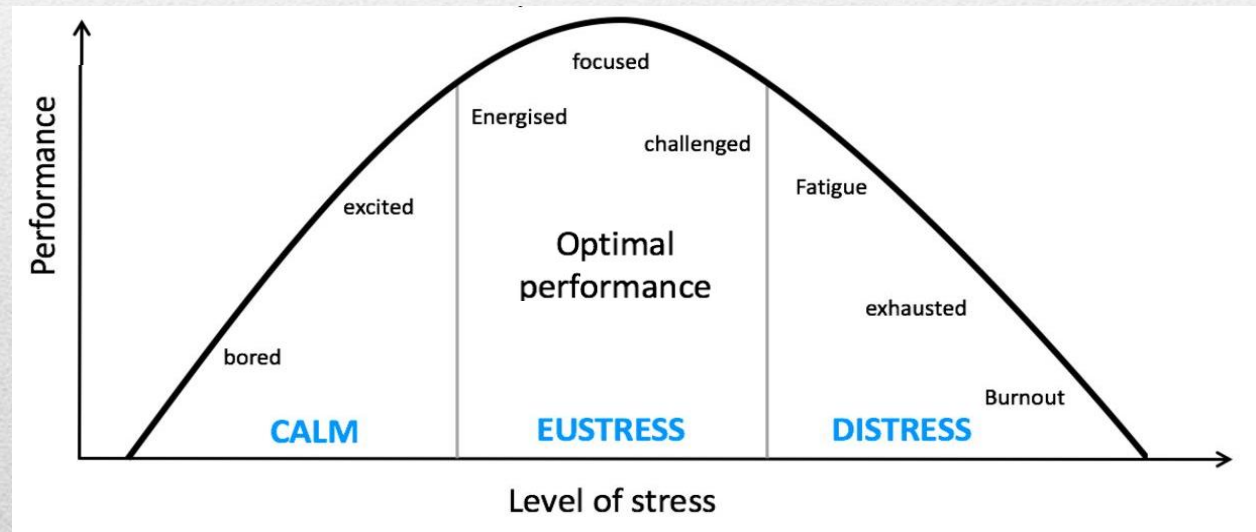 focused
Energised
challenged
Fatigue
excited
Optimal
performance
exhausted
bored
Burnout
CALM
EUSTRESS
DISTRESS
Performance
Level of stress